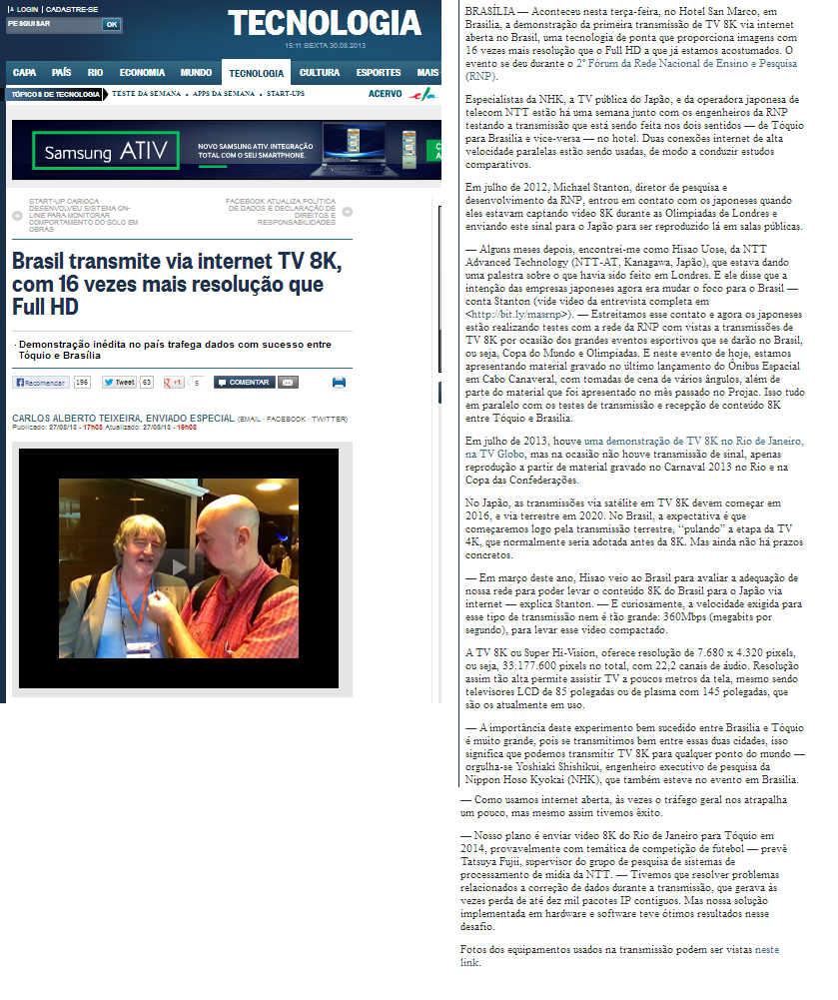 LOGIN | CADASTRE-SE
PESQUISAR
OK
TECNOLOGIA
15:11 SEXTA 30.08.2013
CAPA PAÍS RIO ECONOMIA MUNDO TECNOLOGIA CULTURA ESPORTES MAIS
TÓPICOS DE TECNOLOGIA TESTE DA SEMANA • APPS DA SEMANA • START-UPS ACERVO ela
Samsung ATIV
NOVO SAMSUNG ATIV. INTEGRAÇÃO
TOTAL COM O SEU SMARTPHONE.
START-UP CARIOCA
DESENVOLVEU SISTEMA ON-
LINE PARA MONITORAR
COMPORTAMENTO DO SOLO EM
OBRAS
FACEBOOK ATUALIZA POLÍTICA
DE DADOS E DECLARAÇÃO DE
DIREITOS E
RESPONSABILIDADES
Brasil transmite via internet TV 8K,
com 16 vezes mais resolução que
Full HD
· Demonstração inédita no país trafega dados com sucesso entre
Tóquio e Brasília
Recomendar 196 Tweet 63 +1 5 COMENTAR
CARLOS ALBERTO TEIXEIRA, ENVIADO ESPECIAL (EMAIL · FACEBOOK · TWITTER)
Publicado: 27/08/13 - 17h08 Atualizado: 27/08/13 - 19h08
BRASÍLIA — Aconteceu nesta terça-feira, no Hotel San Marco, em
Brasília, a demonstração da primeira transmissão de TV 8K via internet
aberta no Brasil, uma tecnologia de ponta que proporciona imagens com
16 vezes mais resolução que o Full HD a que já estamos acostumados. O
evento se deu durante o 2º Fórum da Rede Nacional de Ensino e Pesquisa
(RNP).
Especialistas da NHK, a TV pública do Japão, e da operadora japonesa de
telecom NTT estão há uma semana junto com os engenheiros da RNP
testando a transmissão que está sendo feita nos dois sentidos — de Tóquio
para Brasília e vice-versa — no hotel. Duas conexões internet de alta
velocidade paralelas estão sendo usadas, de modo a conduzir estudos
comparativos.
Em julho de 2012, Michael Stanton, diretor de pesquisa e
desenvolvimento da RNP, entrou em contato com os japoneses quando
eles estavam captando vídeo 8K durante as Olimpíadas de Londres e
enviando este sinal para o Japão para ser reproduzido lá em salas públicas.
— Alguns meses depois, encontrei-me como Hisao Uose, da NTT
Advanced Technology (NTT-AT, Kanagawa, Japão), que estava dando
uma palestra sobre o que havia sido feito em Londres. E ele disse que a
intenção das empresas japoneses agora era mudar o foco para o Brasil —
conta Stanton (vide vídeo da entrevista completa em
<http://bit.ly/masrnp>). — Estreitamos esse contato e agora os japoneses
estão realizando testes com a rede da RNP com vistas a transmissões de
TV 8K por ocasião dos grandes eventos esportivos que se darão no Brasil,
ou seja, Copa do Mundo e Olimpíadas. E neste evento de hoje, estamos
apresentando material gravado no último lançamento do Ônibus Espacial
em Cabo Canaveral, com tomadas de cena de vários ângulos, além de
parte do material que foi apresentado no mês passado no Projac. Isso tudo
em paralelo com os testes de transmissão e recepção de conteúdo 8K
entre Tóquio e Brasília.
Em julho de 2013, houve uma demonstração de TV 8K no Rio de Janeiro,
na TV Globo, mas na ocasião não houve transmissão de sinal, apenas
reprodução a partir de material gravado no Carnaval 2013 no Rio e na
Copa das Confederações.
No Japão, as transmissões via satélite em TV 8K devem começar em
2016, e via terrestre em 2020. No Brasil, a expectativa é que
começaremos logo pela transmissão terrestre, “pulando” a etapa da TV
4K, que normalmente seria adotada antes da 8K. Mas ainda não há prazos
concretos.
— Em março deste ano, Hisao veio ao Brasil para avaliar a adequação de
nossa rede para poder levar o conteúdo 8K do Brasil para o Japão via
internet — explica Stanton. — E curiosamente, a velocidade exigida para
esse tipo de transmissão nem é tão grande: 360Mbps (megabits por
segundo), para levar esse vídeo compactado.
A TV 8K ou Super Hi-Vision, oferece resolução de 7.680 x 4.320 pixels,
ou seja, 33.177.600 pixels no total, com 22,2 canais de áudio. Resolução
assim tão alta permite assistir TV a poucos metros da tela, mesmo sendo
televisores LCD de 85 polegadas ou de plasma com 145 polegadas, que
são os atualmente em uso.
— A importância deste experimento bem sucedido entre Brasília e Tóquio
é muito grande, pois se transmitimos bem entre essas duas cidades, isso
significa que podemos transmitir TV 8K para qualquer ponto do mundo —
orgulha-se Yoshiaki Shishikui, engenheiro executivo de pesquisa da
Nippon Hoso Kyokai (NHK), que também esteve no evento em Brasília.
— Como usamos internet aberta, às vezes o tráfego geral nos atrapalha
um pouco, mas mesmo assim tivemos êxito.
— Nosso plano é enviar vídeo 8K do Rio de Janeiro para Tóquio em
2014, provavelmente com temática de competição de futebol — prevê
Tatsuya Fujii, supervisor do grupo de pesquisa de sistemas de
processamento de mídia da NTT. — Tivemos que resolver problemas
relacionados a correção de dados durante a transmissão, que gerava às
vezes perda de até dez mil pacotes IP contíguos. Mas nossa solução
implementada em hardware e software teve ótimos resultados nesse
desafio.
Fotos dos equipamentos usados na transmissão podem ser vistas neste
link.